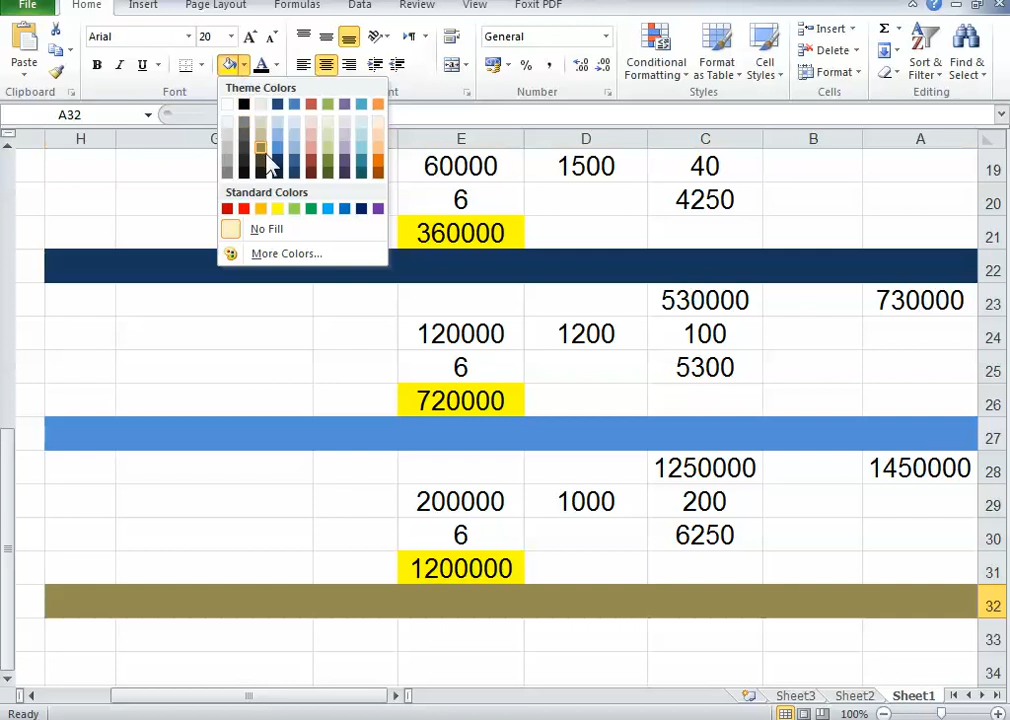 File Home Insert Page Layout Formulas Data Review View Foxit PDF
Arial 20 A A General Insert Σ
Paste B I U A % Conditional Formatting Format as Table Cell Styles Delete Format Sort & Filter Find & Select
Clipboard Font Number Styles Cells Editing
Theme Colors
Standard Colors
No Fill
More Colors...
A32
H E D C B A
60000 1500 40 19
6 4250 20
360000 21
22
530000 730000 23
120000 1200 100 24
6 5300 25
720000 26
27
1250000 1450000 28
200000 1000 200 29
6 6250 30
1200000 31
32
33
34
Sheet3 Sheet2 Sheet1
Ready 100%